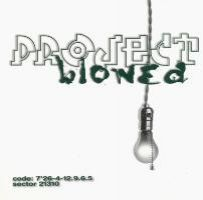 PROJECT
blowed
code: 7"26-4-12.9.6.5
sector 21310